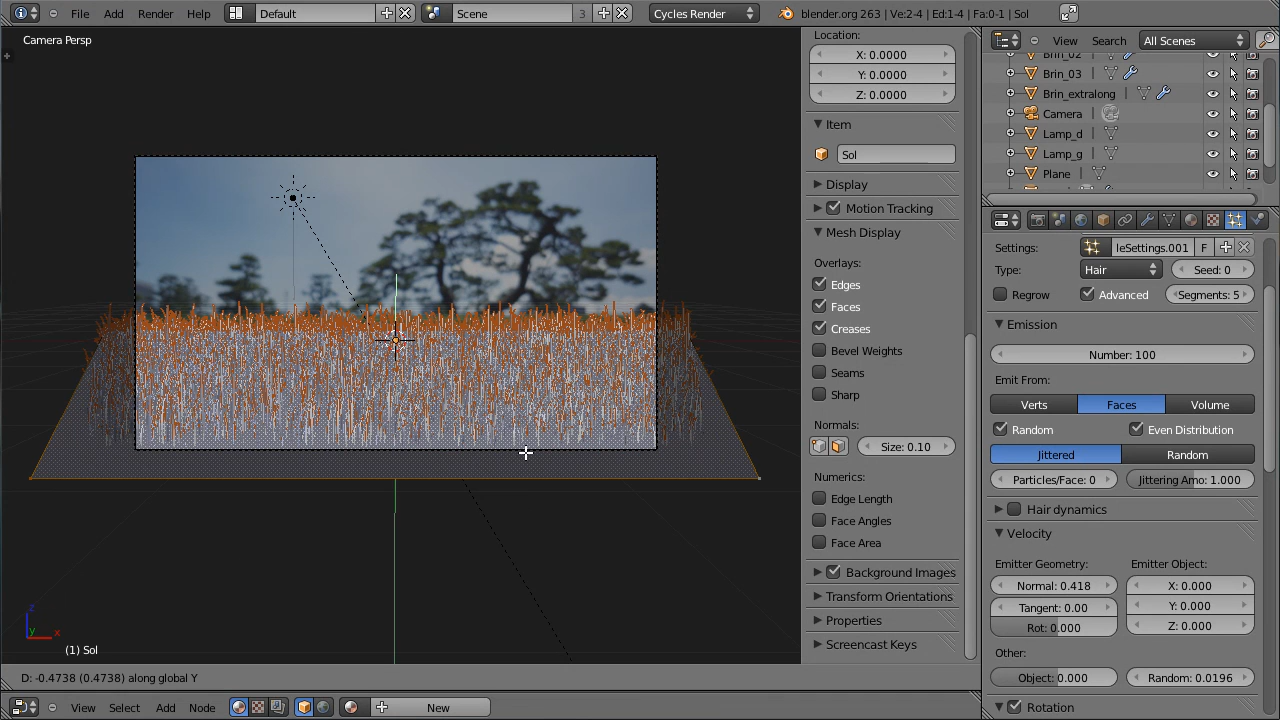 File Add Render Help Default Scene 3 Cycles Render blender.org 263 | Ve:2-4 | Ed:1-4 | Fa:0-1 | Sol
Camera Persp
z
y
x
(1) Sol
D: -0.4738 (0.4738) along global Y
View Select Add Node New
Location:
X: 0.0000
Y: 0.0000
Z: 0.0000
Item
Sol
Display
Motion Tracking
Mesh Display
Overlays:
Edges
Faces
Creases
Bevel Weights
Seams
Sharp
Normals:
Size: 0.10
Numerics:
Edge Length
Face Angles
Face Area
Background Images
Transform Orientations
Properties
Screencast Keys
View Search All Scenes
Brin_02
Brin_03
Brin_extralong
Camera
Lamp_d
Lamp_g
Plane
Settings: leSettings.001 F
Type: Hair Seed: 0
Regrow Advanced Segments: 5
Emission
Number: 100
Emit From:
Verts Faces Volume
Random Even Distribution
Jittered Random
Particles/Face: 0 Jittering Amo: 1.000
Hair dynamics
Velocity
Emitter Geometry: Emitter Object:
Normal: 0.418 X: 0.000
Tangent: 0.00 Y: 0.000
Rot: 0.000 Z: 0.000
Other:
Object: 0.000 Random: 0.0196
Rotation